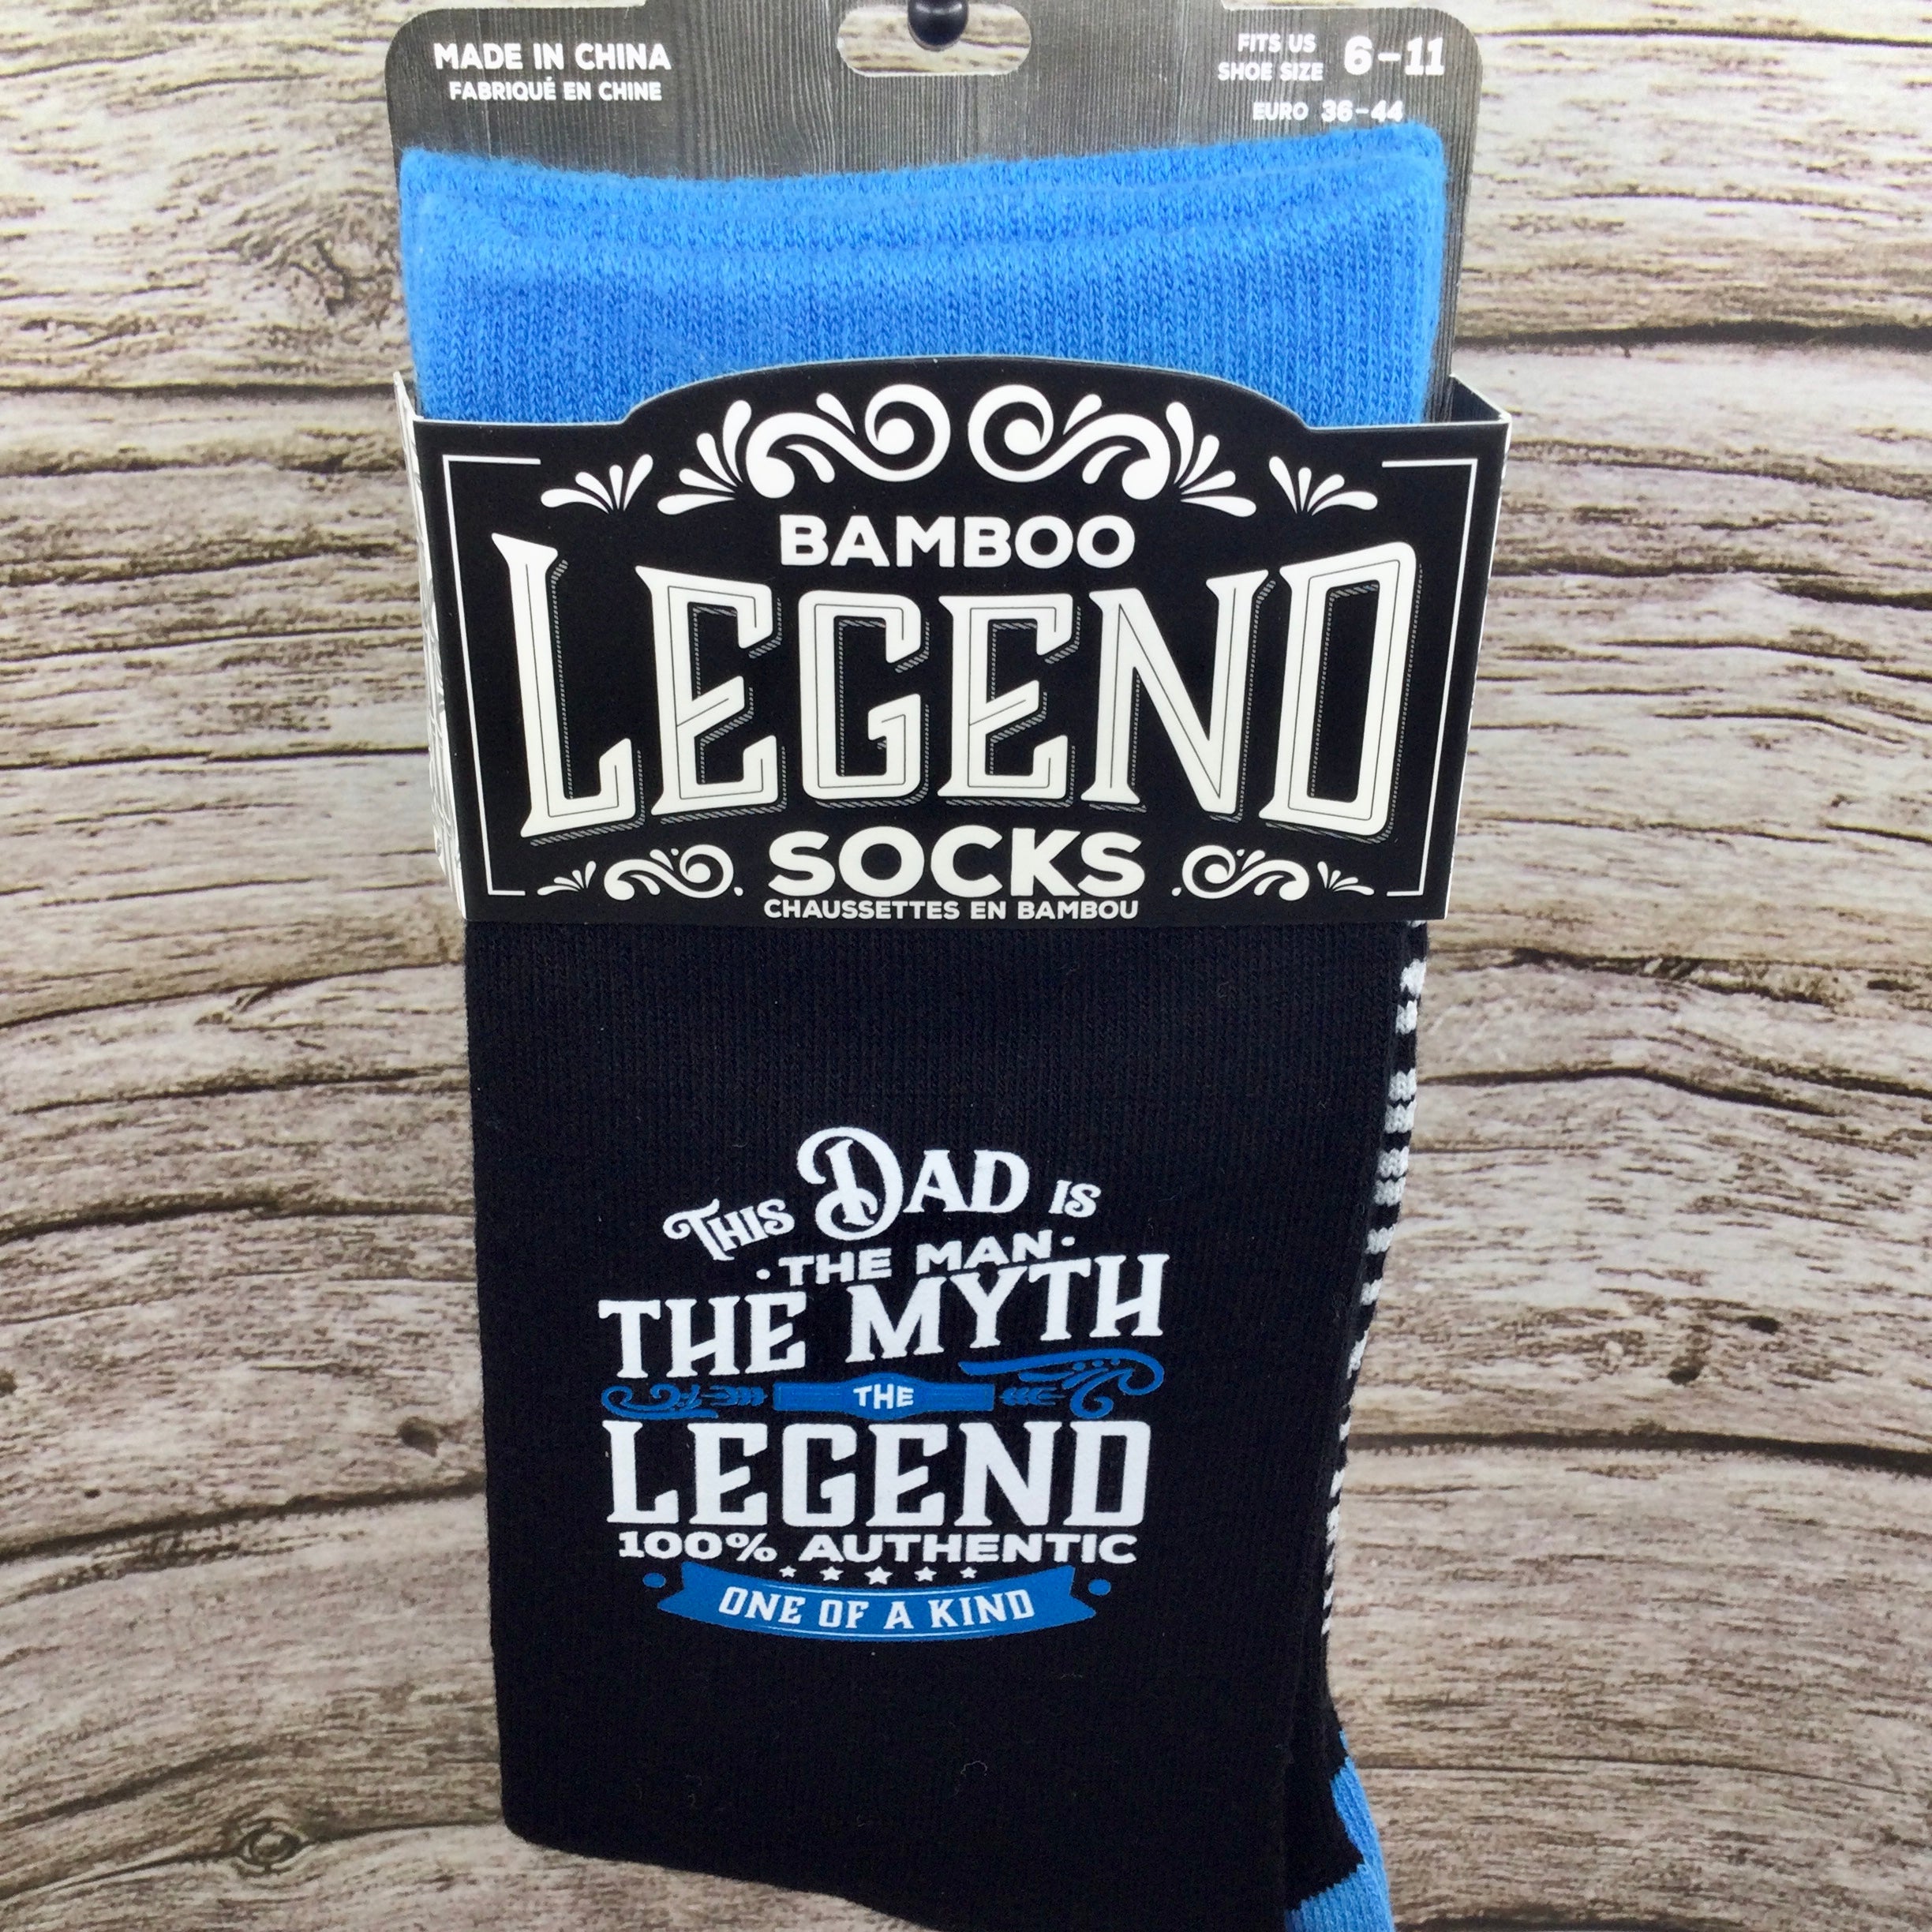 MADE IN CHINA
FABRIQUÉ EN CHINE
FITS US
SHOE SIZE 6-11
EURO 36-44
BAMBOO
LEGEND
SOCKS
CHAUSSETTES EN BAMBOU
THIS DAD IS
·THE MAN·
THE MYTH
THE
LEGEND
100% AUTHENTIC
ONE OF A KIND